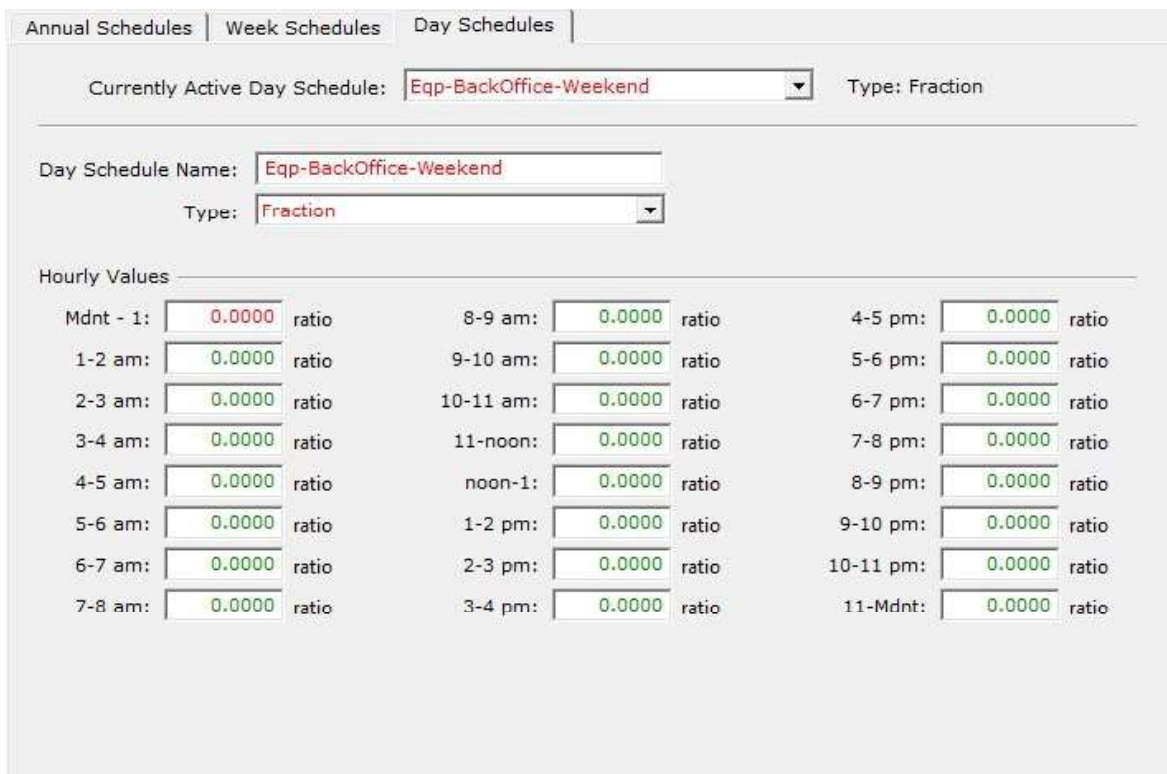 Annual Schedules Week Schedules Day Schedules
Currently Active Day Schedule: Eqp-BackOffice-Weekend Type: Fraction
Day Schedule Name: Eqp-BackOffice-Weekend
Type: Fraction
Hourly Values
Mdnt - 1: 0.0000 ratio 8-9 am: 0.0000 ratio 4-5 pm: 0.0000 ratio
1-2 am: 0.0000 ratio 9-10 am: 0.0000 ratio 5-6 pm: 0.0000 ratio
2-3 am: 0.0000 ratio 10-11 am: 0.0000 ratio 6-7 pm: 0.0000 ratio
3-4 am: 0.0000 ratio 11-noon: 0.0000 ratio 7-8 pm: 0.0000 ratio
4-5 am: 0.0000 ratio noon-1: 0.0000 ratio 8-9 pm: 0.0000 ratio
5-6 am: 0.0000 ratio 1-2 pm: 0.0000 ratio 9-10 pm: 0.0000 ratio
6-7 am: 0.0000 ratio 2-3 pm: 0.0000 ratio 10-11 pm: 0.0000 ratio
7-8 am: 0.0000 ratio 3-4 pm: 0.0000 ratio 11-Mdnt: 0.0000 ratio